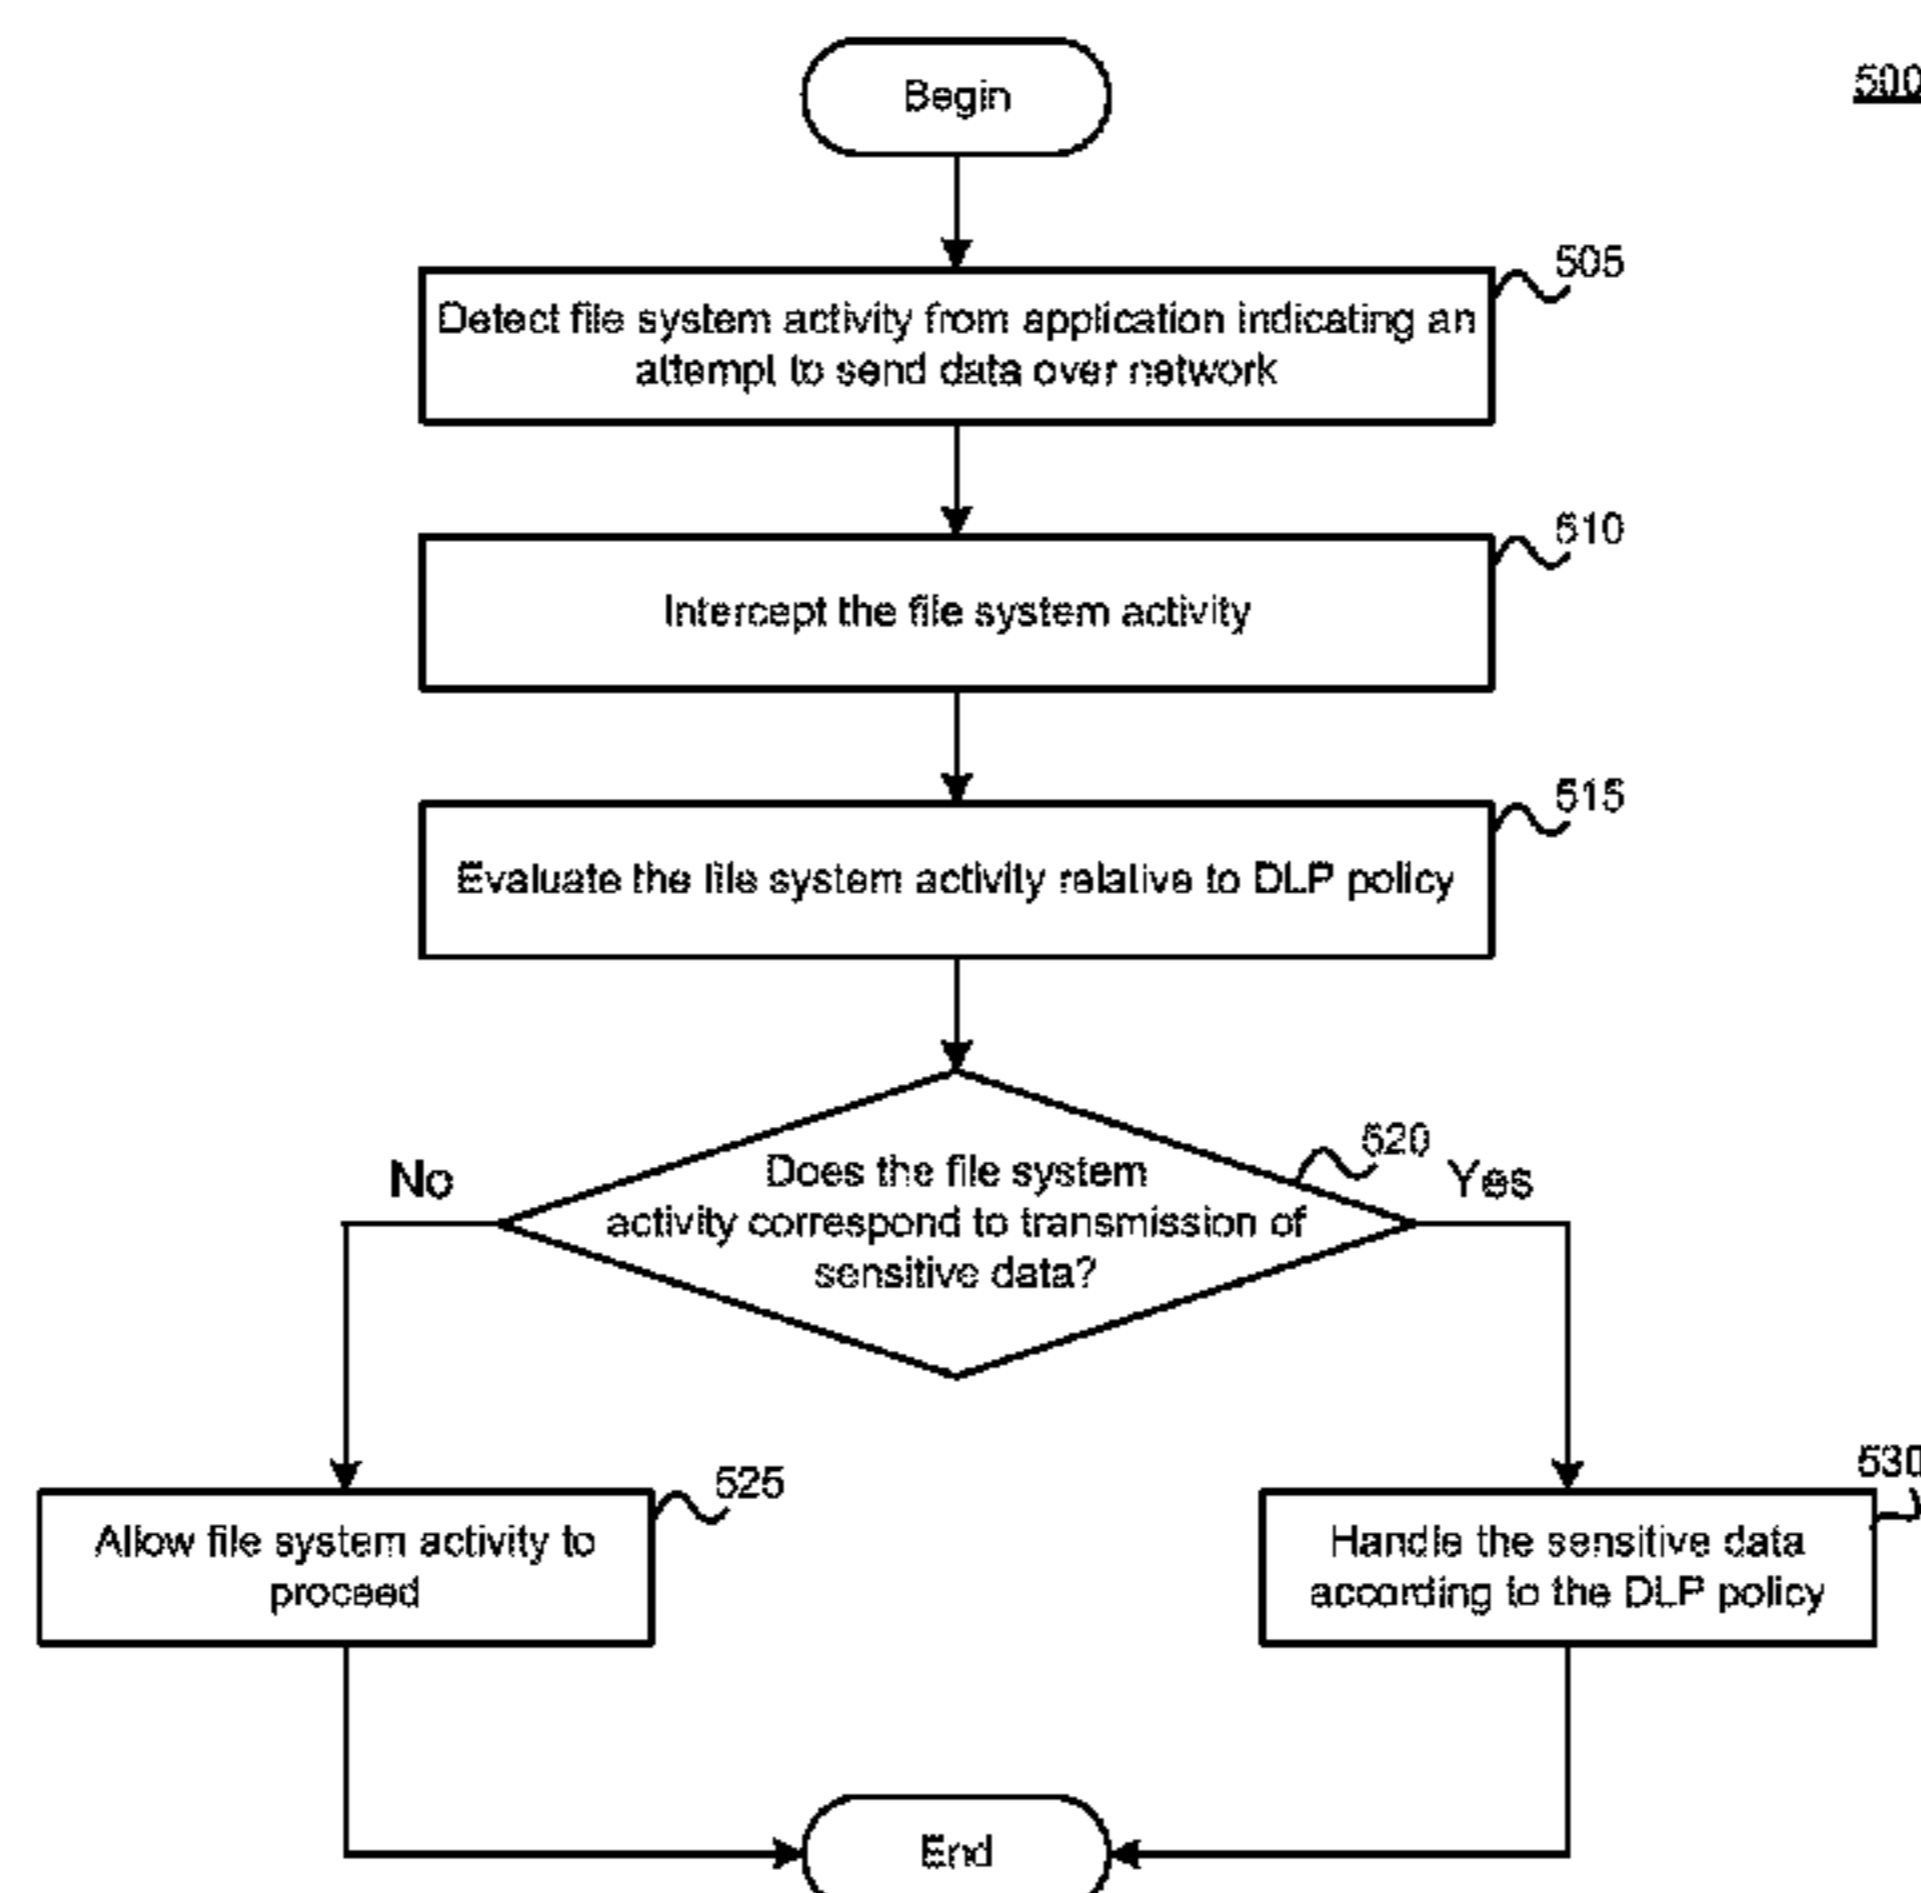 Begin
500
505
Detect file system activity from application indicating an
attempt to send data over network
510
Intercept the file system activity
515
Evaluate the file system activity relative to DLP policy
520
No
Yes
Does the file system
activity correspond to transmission of
sensitive data?
525
530
Allow file system activity to
proceed
Handle the sensitive data
according to the DLP policy
End